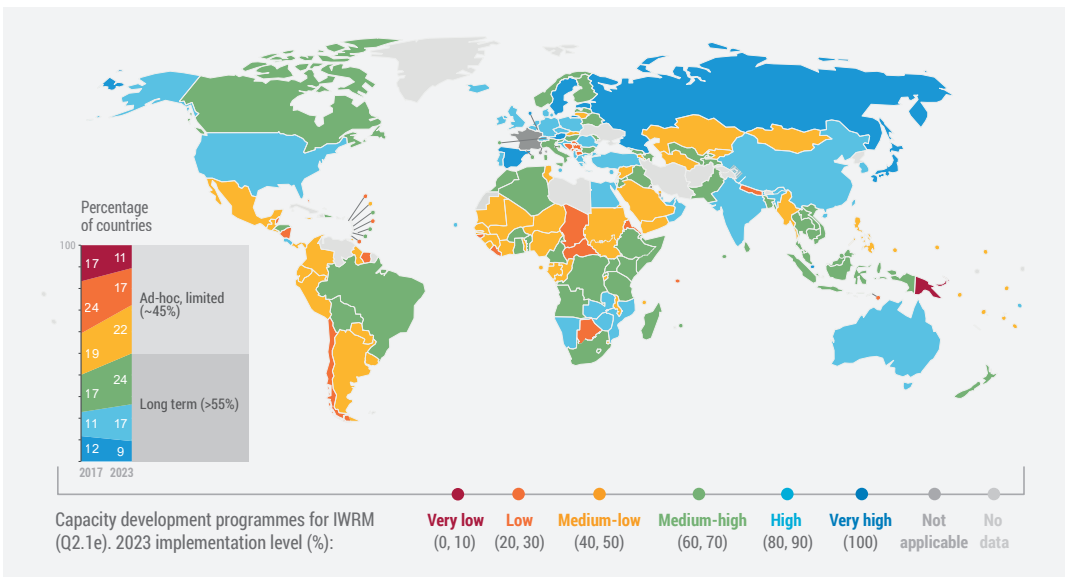 Percentage
of countries
100
17 11
17
24
22
19
24
17
11 17
12 9
2017 2023
Ad-hoc, limited
(~45%)
Long term (>55%)
Capacity development programmes for IWRM
(Q2.1e). 2023 implementation level (%):
Very low
(0, 10)
Low
(20, 30)
Medium-low
(40, 50)
Medium-high
(60, 70)
High
(80, 90)
Very high
(100)
Not
applicable
No
data